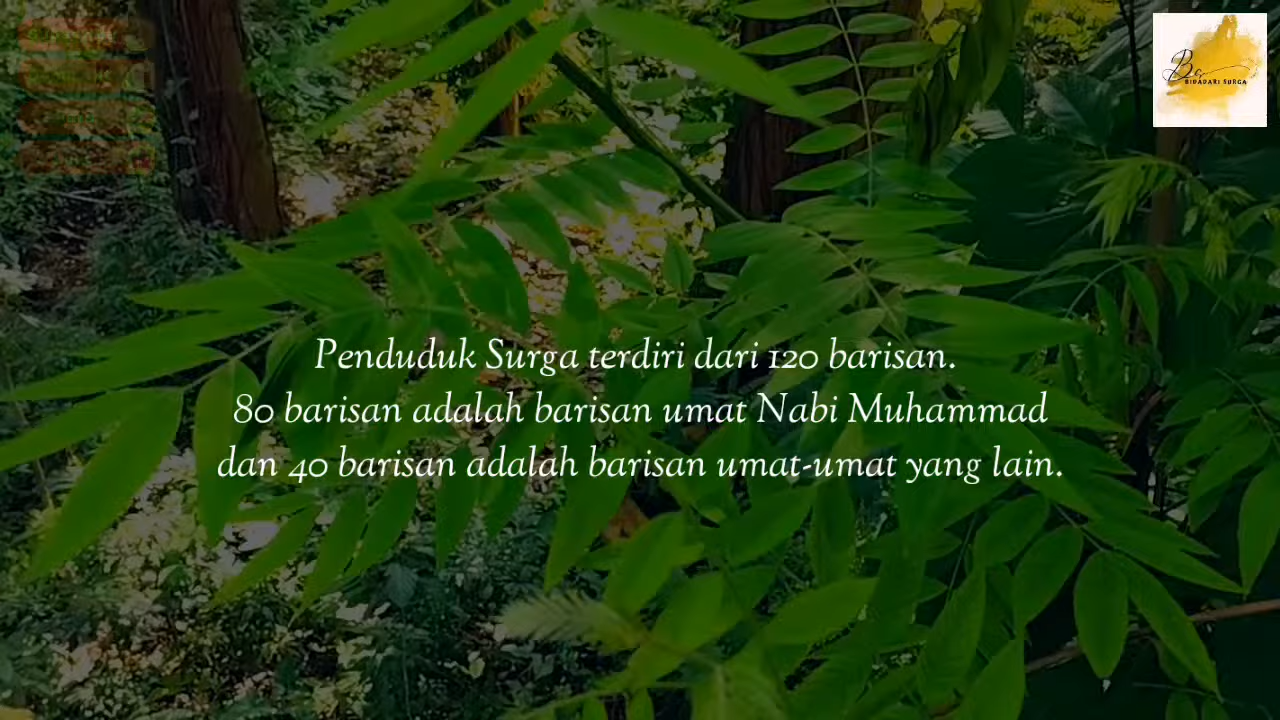 BIDADARI SURGA
Penduduk Surga terdiri dari 120 barisan.
80 barisan adalah barisan umat Nabi Muhammad
dan 40 barisan adalah barisan umat-umat yang lain.